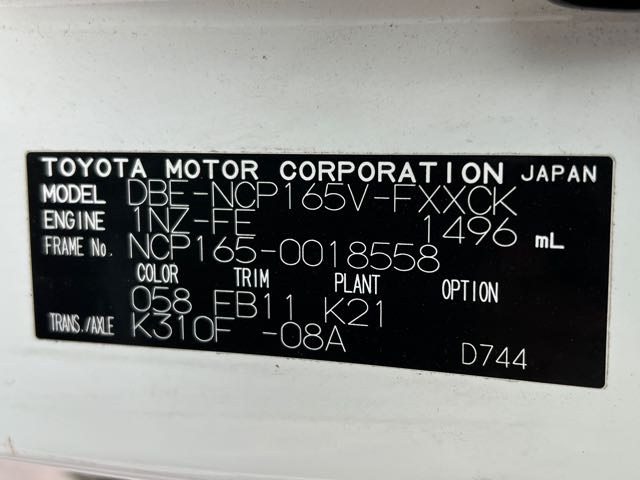 TOYOTA MOTOR CORPORATION JAPAN
MODEL DBE-NCP165V-FXXCK
ENGINE 1NZ-FE 1496 mL
FRAME No. NCP165-0018558
COLOR TRIM PLANT OPTION
058 FB11 K21
TRANS./AXLE K310F -08A
D744